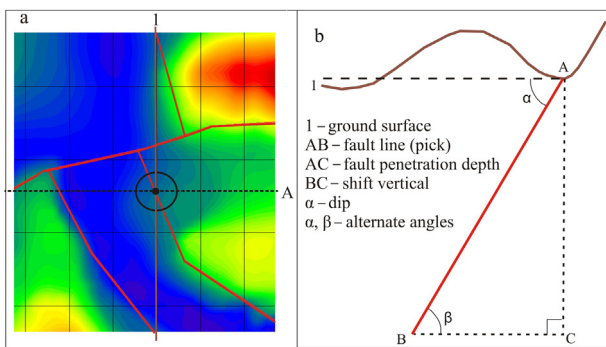 a
1
A
1
b
A
1
α
1 – ground surface
AB – fault line (pick)
AC – fault penetration depth
BC – shift vertical
α – dip
α, β – alternate angles
β
B
C